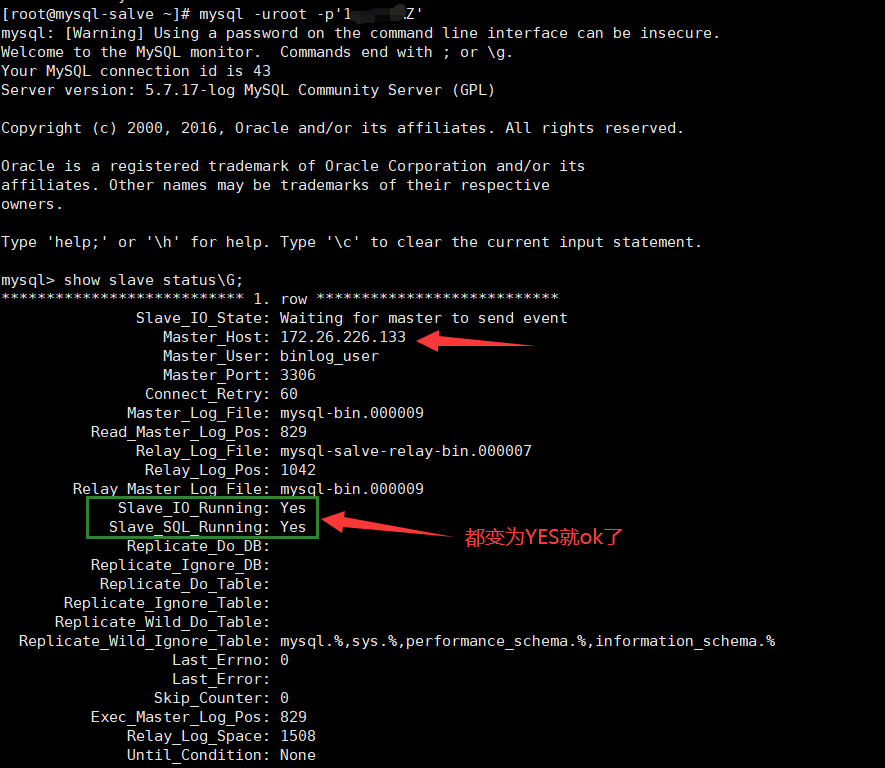 [root@mysql-salve ~]# mysql -uroot -p'1 Z'
mysql: [Warning] Using a password on the command line interface can be insecure.
Welcome to the MySQL monitor.  Commands end with ; or \g.
Your MySQL connection id is 43
Server version: 5.7.17-log MySQL Community Server (GPL)
Copyright (c) 2000, 2016, Oracle and/or its affiliates. All rights reserved.
Oracle is a registered trademark of Oracle Corporation and/or its
affiliates. Other names may be trademarks of their respective
owners.
Type 'help;' or '\h' for help. Type '\c' to clear the current input statement.
mysql> show slave status\G;
*************************** 1. row ***************************
Slave_IO_State: Waiting for master to send event
Master_Host: 172.26.226.133
Master_User: binlog_user
Master_Port: 3306
Connect_Retry: 60
Master_Log_File: mysql-bin.000009
Read_Master_Log_Pos: 829
Relay_Log_File: mysql-salve-relay-bin.000007
Relay_Log_Pos: 1042
Relay_Master_Log_File: mysql-bin.000009
Slave_IO_Running: Yes
Slave_SQL_Running: Yes
都变为YES就ok了
Replicate_Do_DB:
Replicate_Ignore_DB:
Replicate_Do_Table:
Replicate_Ignore_Table:
Replicate_Wild_Do_Table:
Replicate_Wild_Ignore_Table: mysql.%,sys.%,performance_schema.%,information_schema.%
Last_Errno: 0
Last_Error:
Skip_Counter: 0
Exec_Master_Log_Pos: 829
Relay_Log_Space: 1508
Until_Condition: None